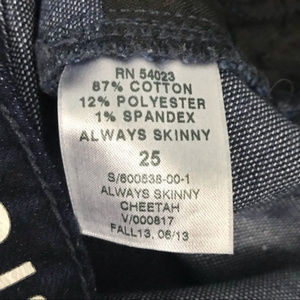 RN 54023
87% COTTON
12% POLYESTER
1% SPANDEX
ALWAYS SKINNY
25
S/600538-00-1
ALWAYS SKINNY
CHEETAH
V/000817
FALL13, 06/13